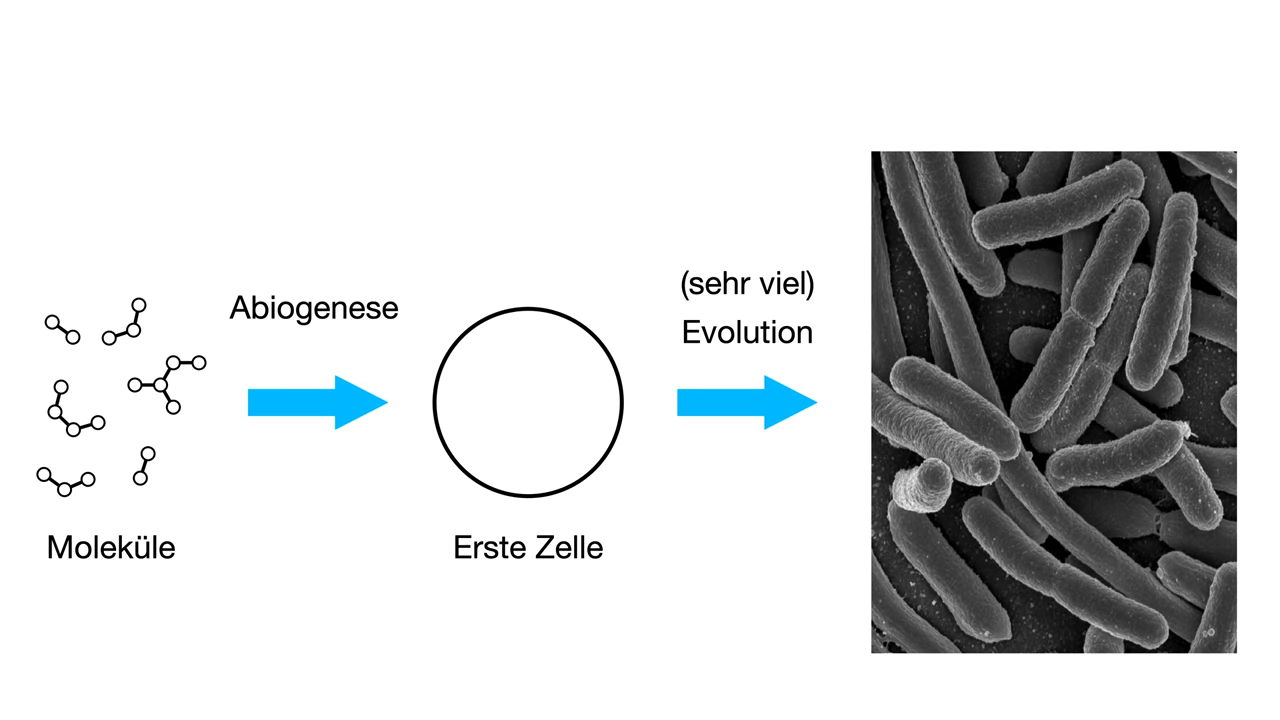 Abiogenese
(sehr viel)
Evolution
Moleküle
Erste Zelle